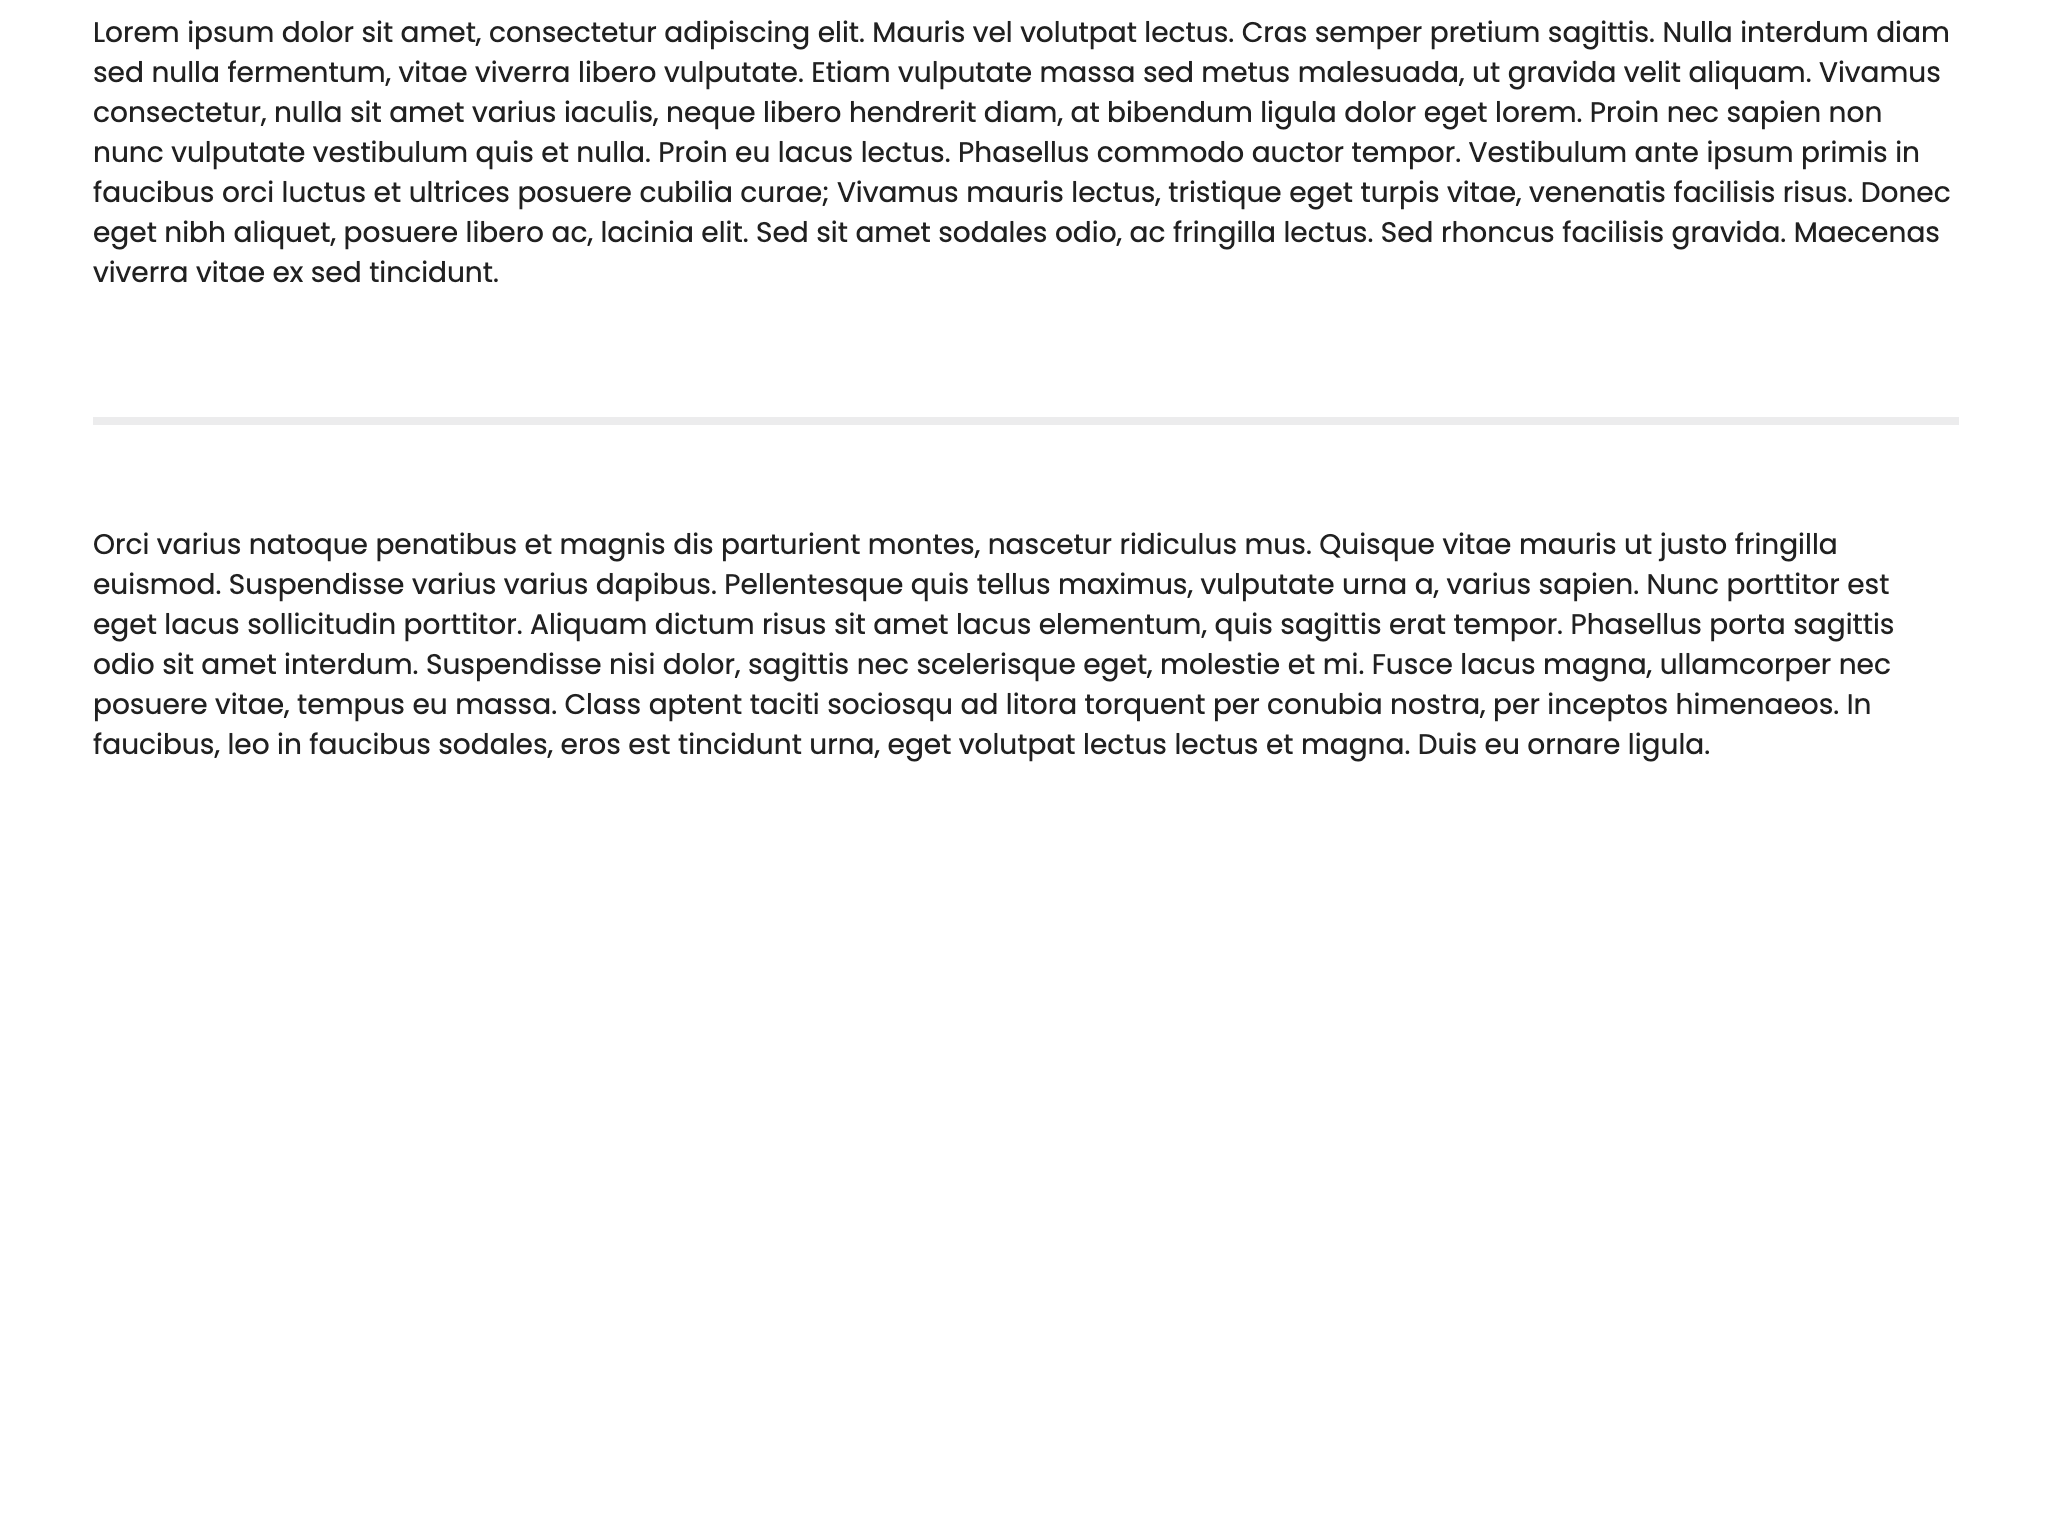 Lorem ipsum dolor sit amet, consectetur adipiscing elit. Mauris vel volutpat lectus. Cras semper pretium sagittis. Nulla interdum diam
sed nulla fermentum, vitae viverra libero vulputate. Etiam vulputate massa sed metus malesuada, ut gravida velit aliquam. Vivamus
consectetur, nulla sit amet varius iaculis, neque libero hendrerit diam, at bibendum ligula dolor eget lorem. Proin nec sapien non
nunc vulputate vestibulum quis et nulla. Proin eu lacus lectus. Phasellus commodo auctor tempor. Vestibulum ante ipsum primis in
faucibus orci luctus et ultrices posuere cubilia curae; Vivamus mauris lectus, tristique eget turpis vitae, venenatis facilisis risus. Donec
eget nibh aliquet, posuere libero ac, lacinia elit. Sed sit amet sodales odio, ac fringilla lectus. Sed rhoncus facilisis gravida. Maecenas
viverra vitae ex sed tincidunt.
Orci varius natoque penatibus et magnis dis parturient montes, nascetur ridiculus mus. Quisque vitae mauris ut justo fringilla
euismod. Suspendisse varius varius dapibus. Pellentesque quis tellus maximus, vulputate urna a, varius sapien. Nunc porttitor est
eget lacus sollicitudin porttitor. Aliquam dictum risus sit amet lacus elementum, quis sagittis erat tempor. Phasellus porta sagittis
odio sit amet interdum. Suspendisse nisi dolor, sagittis nec scelerisque eget, molestie et mi. Fusce lacus magna, ullamcorper nec
posuere vitae, tempus eu massa. Class aptent taciti sociosqu ad litora torquent per conubia nostra, per inceptos himenaeos. In
faucibus, leo in faucibus sodales, eros est tincidunt urna, eget volutpat lectus lectus et magna. Duis eu ornare ligula.